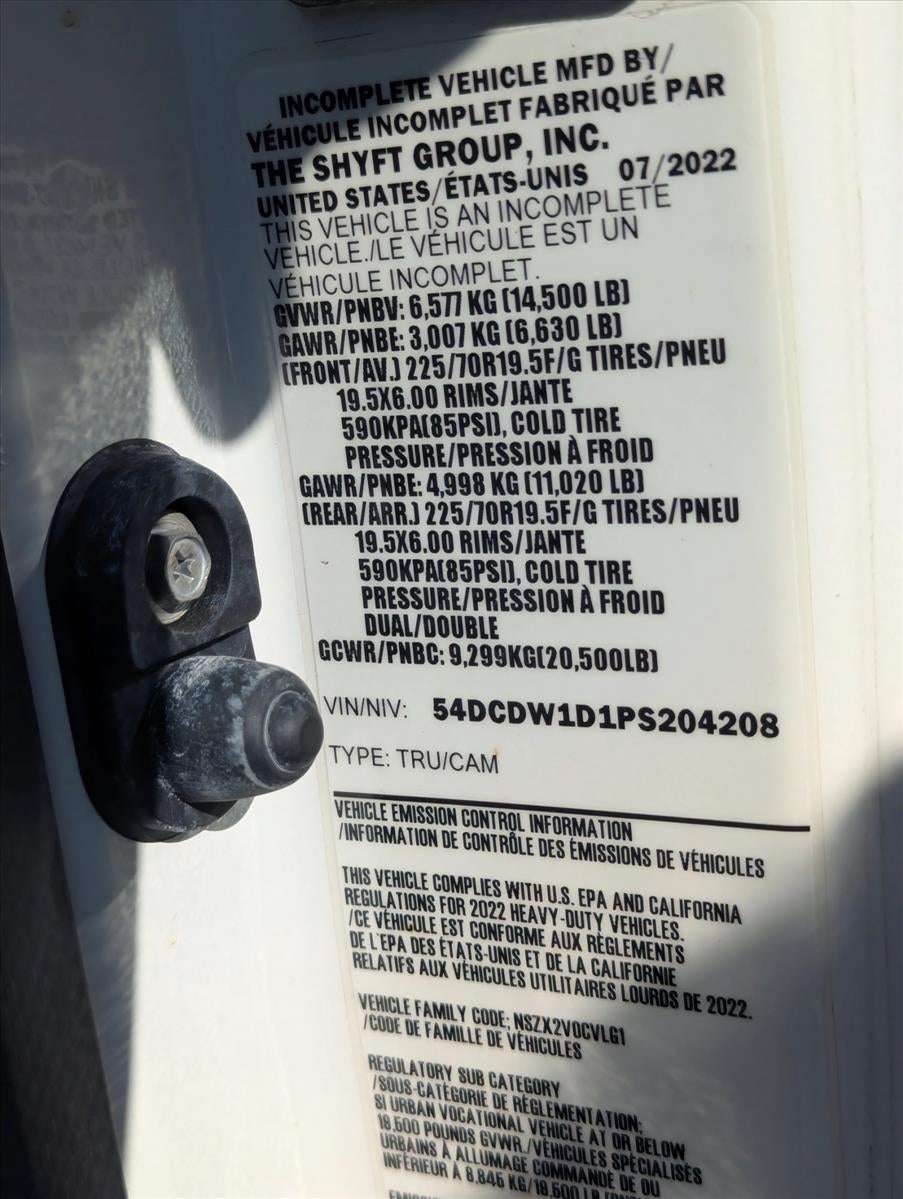 INCOMPLETE VEHICLE MFD BY/
VÉHICULE INCOMPLET FABRIQUÉ PAR
THE SHYFT GROUP, INC.
UNITED STATES/ÉTATS-UNIS 07/2022
THIS VEHICLE IS AN INCOMPLETE
VEHICLE./LE VÉHICULE EST UN
VÉHICULE INCOMPLET.
GVWR/PNBV: 6,577 KG (14,500 LB)
GAWR/PNBE: 3,007 KG (6,630 LB)
(FRONT/AV.) 225/70R19.5F/G TIRES/PNEU
19.5X6.00 RIMS/JANTE
590KPA(85PSI), COLD TIRE
PRESSURE/PRESSION À FROID
GAWR/PNBE: 4,998 KG (11,020 LB)
(REAR/ARR.) 225/70R19.5F/G TIRES/PNEU
19.5X6.00 RIMS/JANTE
590KPA(85PSI), COLD TIRE
PRESSURE/PRESSION À FROID
DUAL/DOUBLE
GCWR/PNBC: 9,299KG(20,500LB)
VIN/NIV: 54DCDW1D1PS204208
TYPE: TRU/CAM
VEHICLE EMISSION CONTROL INFORMATION
/INFORMATION DE CONTRÔLE DES ÉMISSIONS DE VÉHICULES
THIS VEHICLE COMPLIES WITH U.S. EPA AND CALIFORNIA
REGULATIONS FOR 2022 HEAVY-DUTY VEHICLES.
/CE VÉHICULE EST CONFORME AUX RÈGLEMENTS
DE L'EPA DES ÉTATS-UNIS ET DE LA CALIFORNIE
RELATIFS AUX VÉHICULES UTILITAIRES LOURDS DE 2022.
VEHICLE FAMILY CODE: NSZX2VOCVLG1
/CODE DE FAMILLE DE VÉHICULES
REGULATORY SUB CATEGORY
/SOUS-CATÉGORIE DE RÉGLEMENTATION:
SI URBAN VOCATIONAL VEHICLE AT OR BELOW
19,500 POUNDS GVWR./VÉHICULES SPÉCIALISÉS
URBAINS À ALLUMAGE COMMANDÉ DE OU
INFÉRIEUR À 8,845 KG/19,500 LB